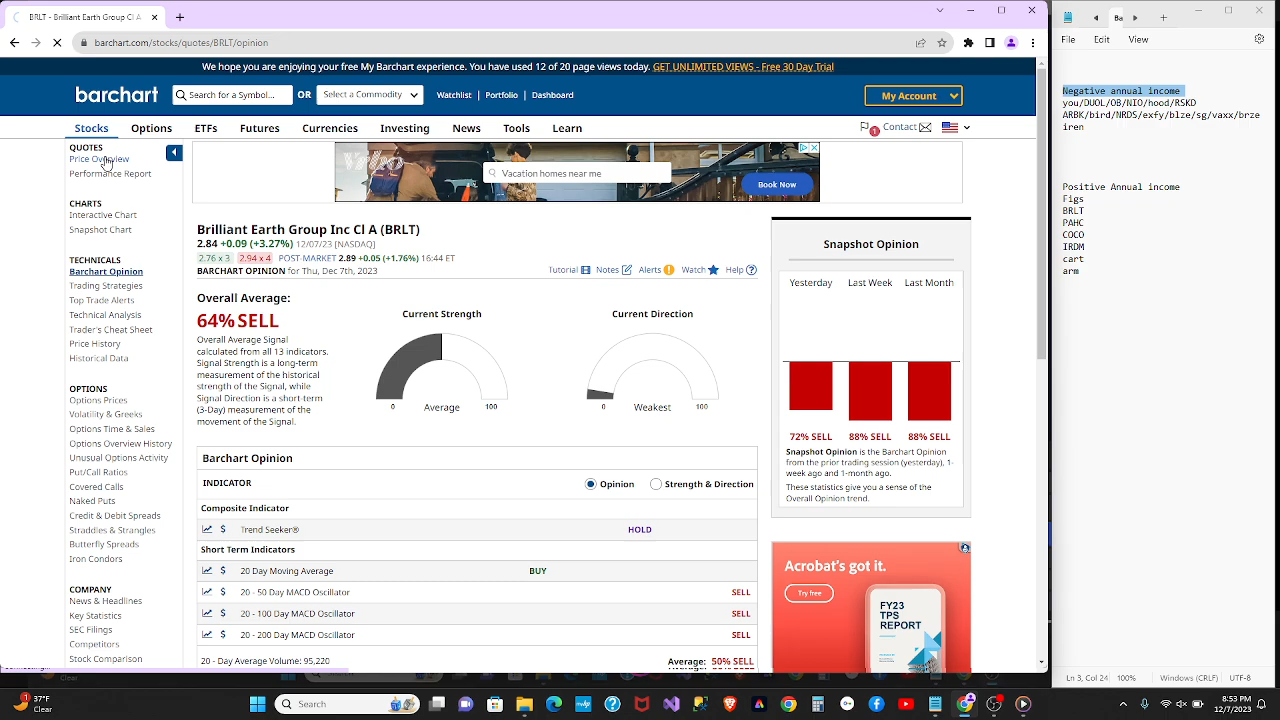 BRLT - Brilliant Earth Group Cl A
barchart.com/stocks/quotes/BRLT/opinion
We hope you are enjoying your free My Barchart experience. You have used 12 of 20 page views today. GET UNLIMITED VIEWS - Free 30 Day Trial
barchart
Search for a Symbol...
OR
Select a Commodity
Watchlist
Portfolio
Dashboard
My Account
Stocks
Options
ETFs
Futures
Currencies
Investing
News
Tools
Learn
1
Contact
QUOTES
Price Overview
Performance Report
CHARTS
Interactive Chart
Snapshot Chart
TECHNICALS
Barchart Opinion
Trading Strategies
Top Trade Alerts
Technical Analysis
Trader's Cheat Sheet
Price History
Historical Data
OPTIONS
Options Prices
Volatility & Greeks
Options Time & Sales
Options Overview History
Unusual Options Activity
Put/Call Ratios
Covered Calls
Naked Puts
Credit & Debit Spreads
Straddles & Strangles
Butterfly Spreads
Iron Condors
COMPANY
News & Headlines
Key Statistics
SEC Filings
Competitors
Stock Comparison
Vrbo
Vacation homes near me
Book Now
Brilliant Earth Group Inc Cl A (BRLT)
2.84 +0.09 (+3.27%) 12/07/23 [NASDAQ]
2.76 x 3 2.94 x 4 POST-MARKET 2.89 +0.05 (+1.76%) 16:44 ET
BARCHART OPINION for Thu, Dec 7th, 2023
Tutorial
Notes
Alerts
Watch
Help
Overall Average:
64% SELL
Overall Average Signal
calculated from all 13 indicators.
Signal Strength is a long-term
measurement of the historical
strength of the Signal, while
Signal Direction is a short-term
(3-Day) measurement of the
movement of the Signal.
Current Strength
0 100
Average
Current Direction
0 100
Weakest
Barchart Opinion
INDICATOR
Opinion
Strength & Direction
Composite Indicator
Trend Seeker® HOLD
Short Term Indicators
20 Day Moving Average BUY
20 - 50 Day MACD Oscillator SELL
20 - 100 Day MACD Oscillator SELL
20 - 200 Day MACD Oscillator SELL
20 - Day Average Volume: 95,220 Average: 50% SELL
Snapshot Opinion
Yesterday Last Week Last Month
72% SELL 88% SELL 88% SELL
Snapshot Opinion is the Barchart Opinion
from the prior trading session (yesterday), 1-
week ago and 1-month ago.
These statistics give you a sense of the
Overall Opinion trend.
Acrobat's got it.
Try free
FY23
TPS
REPORT
Ba
File Edit View
Negative annual income
you/DUOL/OB/NIO/hood/RSKD
ARBK/bird/NRDS/exfy/blze/sg/vaxx/brze
iren
Positive Annual income
Figs
BRLT
PAHC
COCO
IRDM
cart
arm
Ln 3, Col 24 100% Windows (CRLF) UTF-8
Clear
1
37°F
Clear
Search
8:53 PM
12/7/2023